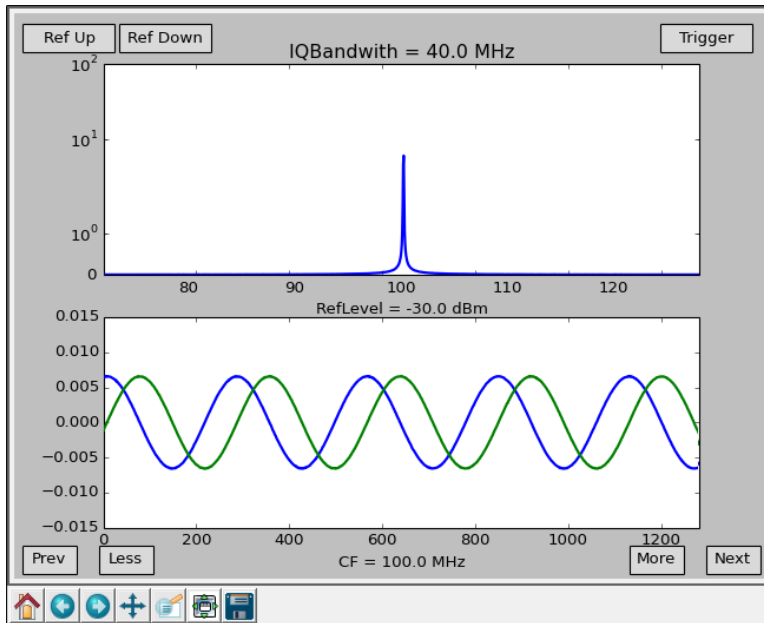 Ref Up Ref Down Trigger
IQBandwith = 40.0 MHz
10²
10¹
10⁰
0
80 90 100 110 120
RefLevel = -30.0 dBm
0.015
0.010
0.005
0.000
−0.005
−0.010
−0.015
0 200 400 600 800 1000 1200
Prev Less CF = 100.0 MHz More Next